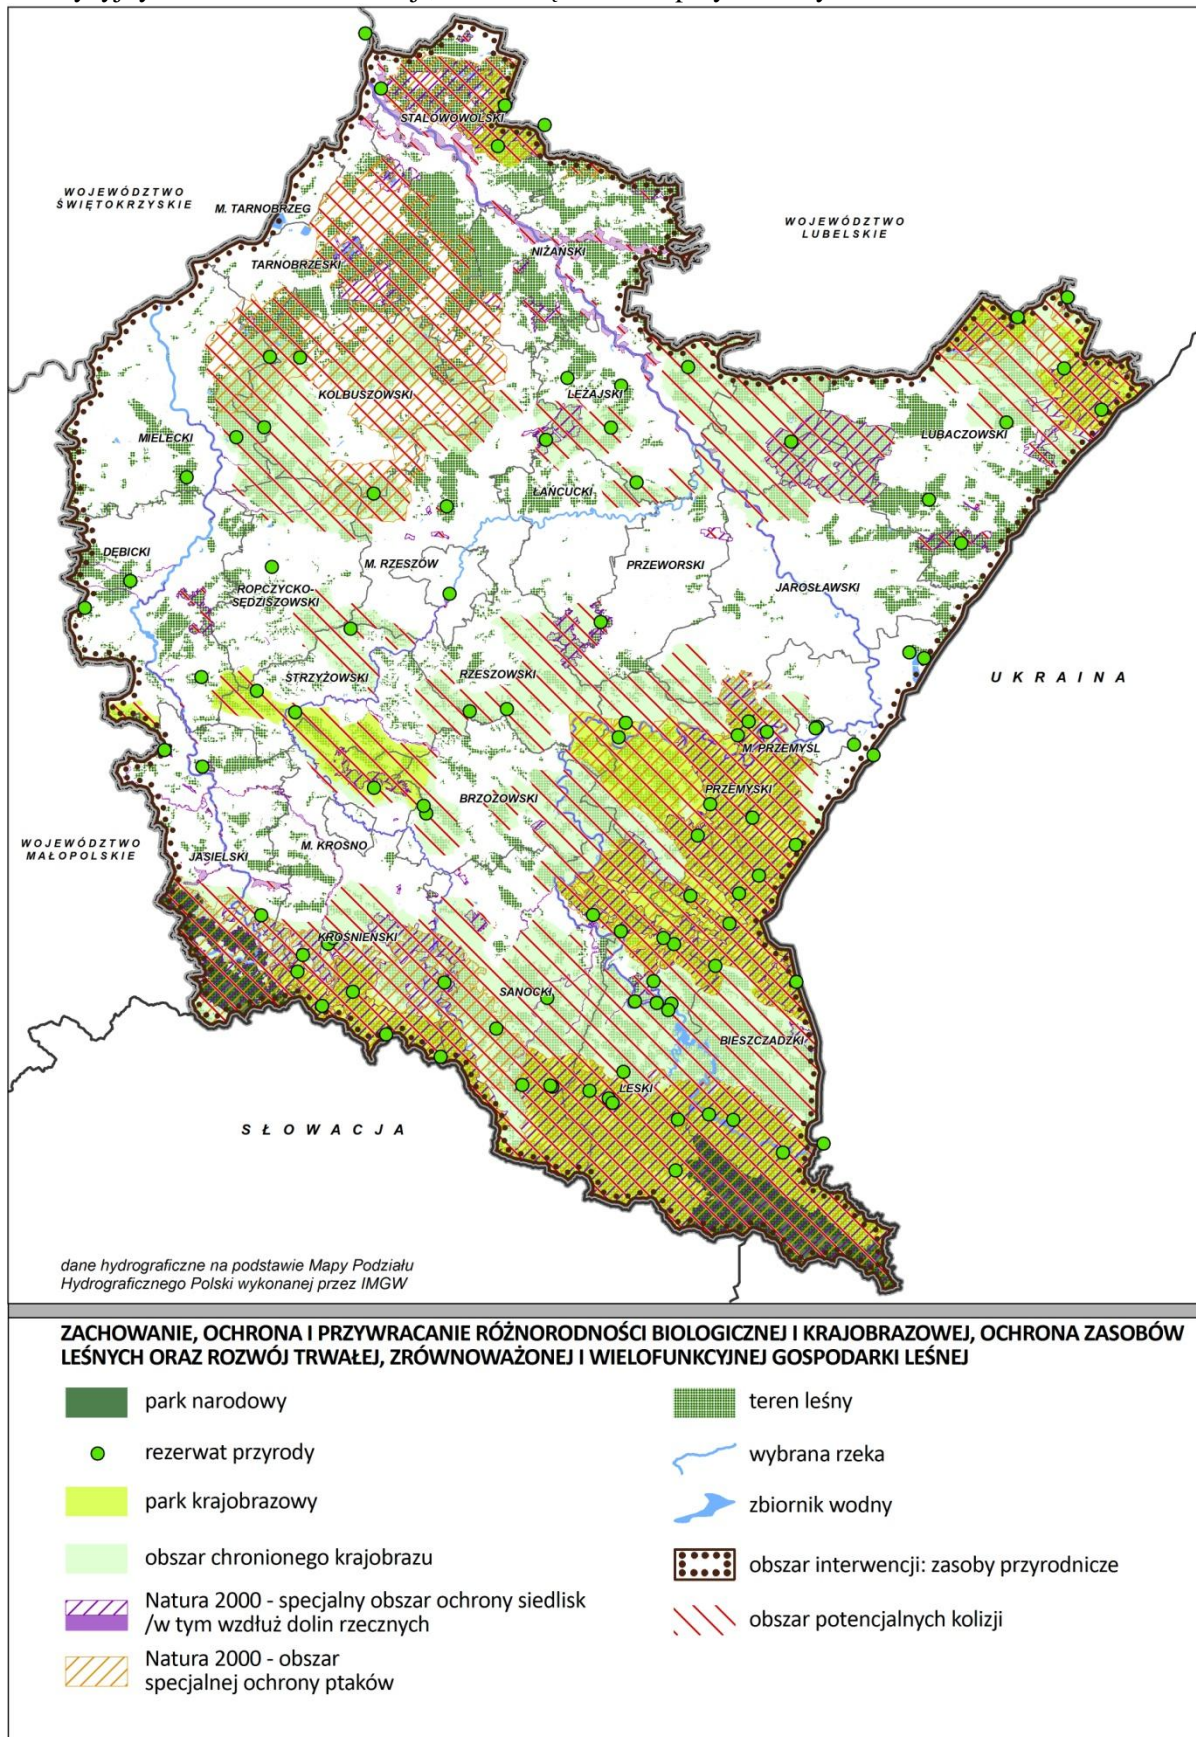 WOJEWÓDZTWO
ŚWIĘTOKRZYSKIE
M. TARNOBRZEG
STALOWOWOLSKI
WOJEWÓDZTWO
LUBELSKIE
TARNOBRZESKI
NIŻAŃSKI
KOLBUSZOWSKI
LEŻAJSKI
MIELECKI
LUBACZOWSKI
ŁAŃCUCKI
DĘBICKI
ROPCZYCKO-
SĘDZISZOWSKI
M. RZESZÓW
PRZEWORSKI
JAROSŁAWSKI
STRZYŻOWSKI
RZESZOWSKI
UKRAINA
M. PRZEMYŚL
PRZEMYSKI
BRZOZOWSKI
WOJEWÓDZTWO
MAŁOPOLSKIE
JASIELSKI
M. KROSNO
KROŚNIEŃSKI
SANOCKI
BIESZCZADZKI
LESKI
SŁOWACJA
dane hydrograficzne na podstawie Mapy Podziału
Hydrograficznego Polski wykonanej przez IMGW
ZACHOWANIE, OCHRONA I PRZYWRACANIE RÓŻNORODNOŚCI BIOLOGICZNEJ I KRAJOBRAZOWEJ, OCHRONA ZASOBÓW
LEŚNYCH ORAZ ROZWÓJ TRWAŁEJ, ZRÓWNOWAŻONEJ I WIELOFUNKCYJNEJ GOSPODARKI LEŚNEJ
park narodowy
rezerwat przyrody
park krajobrazowy
obszar chronionego krajobrazu
Natura 2000 - specjalny obszar ochrony siedlisk
/w tym wzdłuż dolin rzecznych
Natura 2000 - obszar
specjalnej ochrony ptaków
teren leśny
wybrana rzeka
zbiornik wodny
obszar interwencji: zasoby przyrodnicze
obszar potencjalnych kolizji